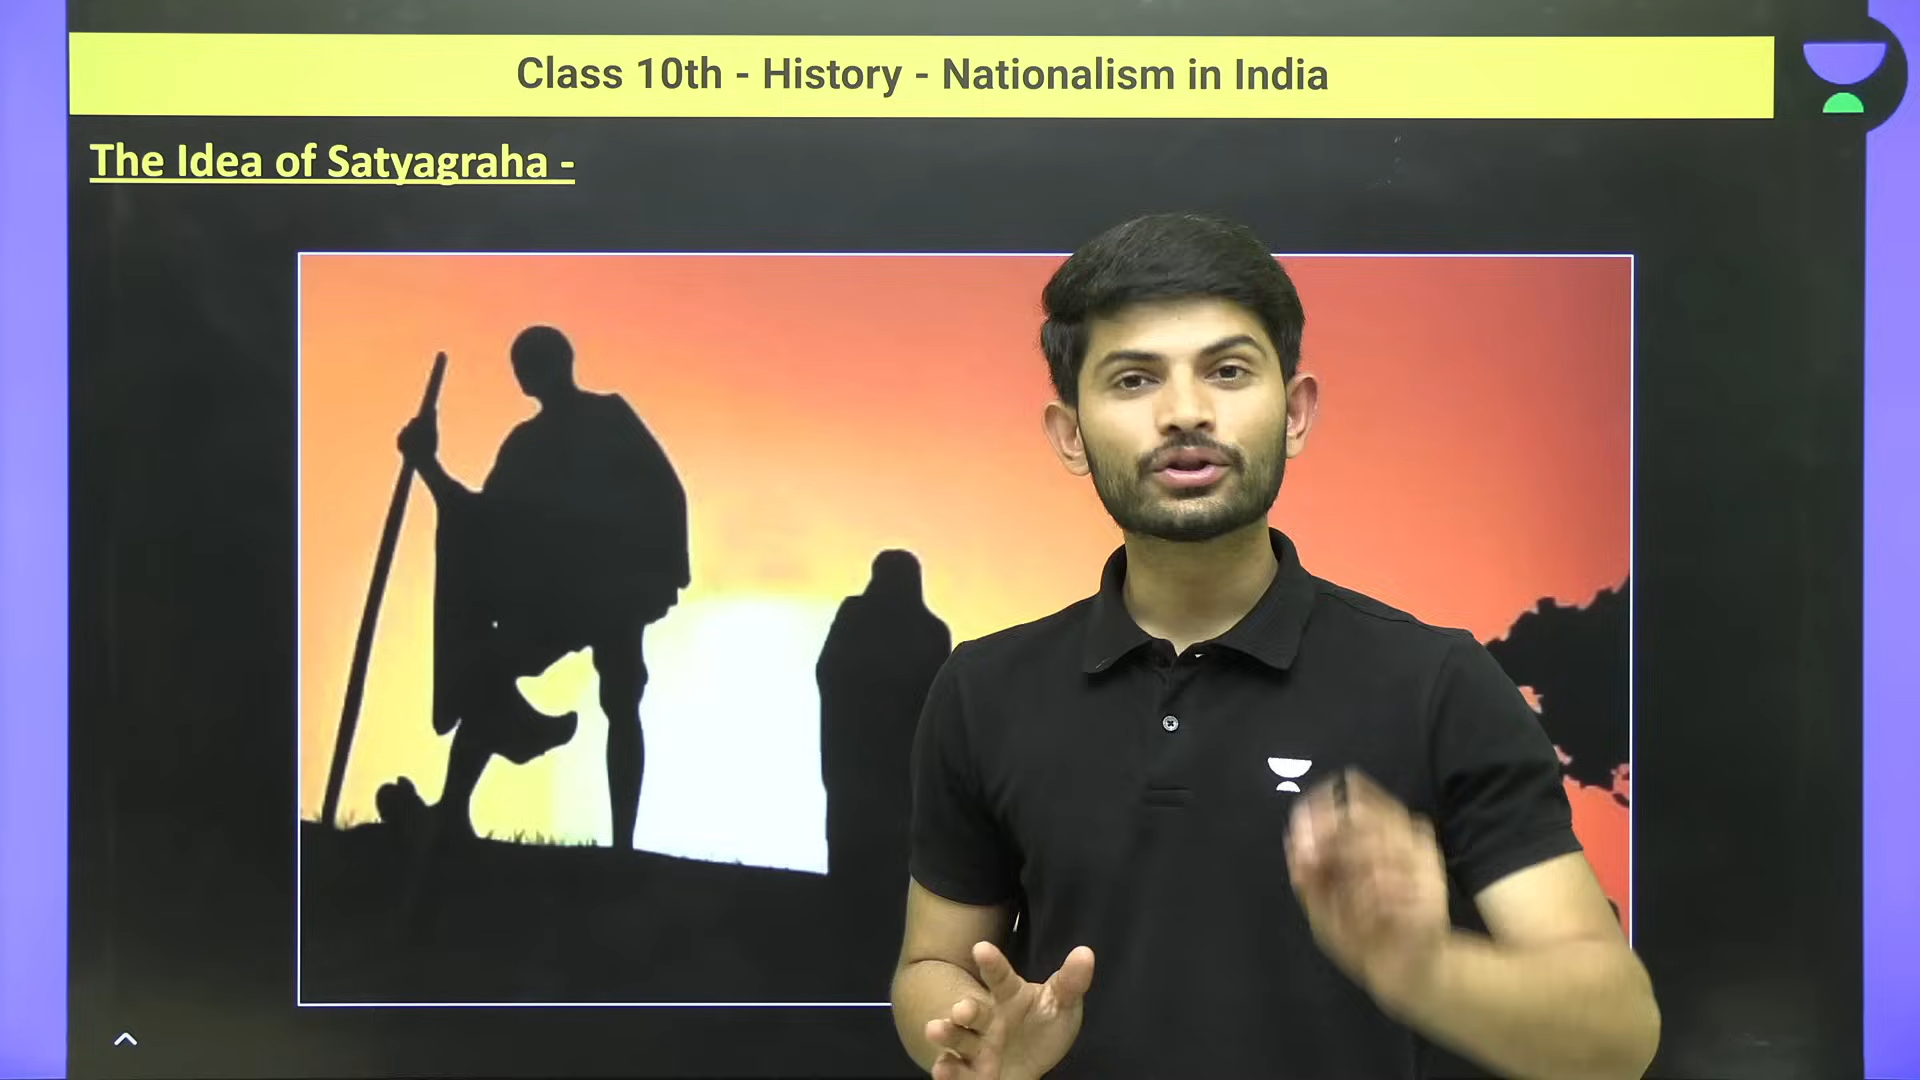 Class 10th - History - Nationalism in India
The Idea of Satyagraha -